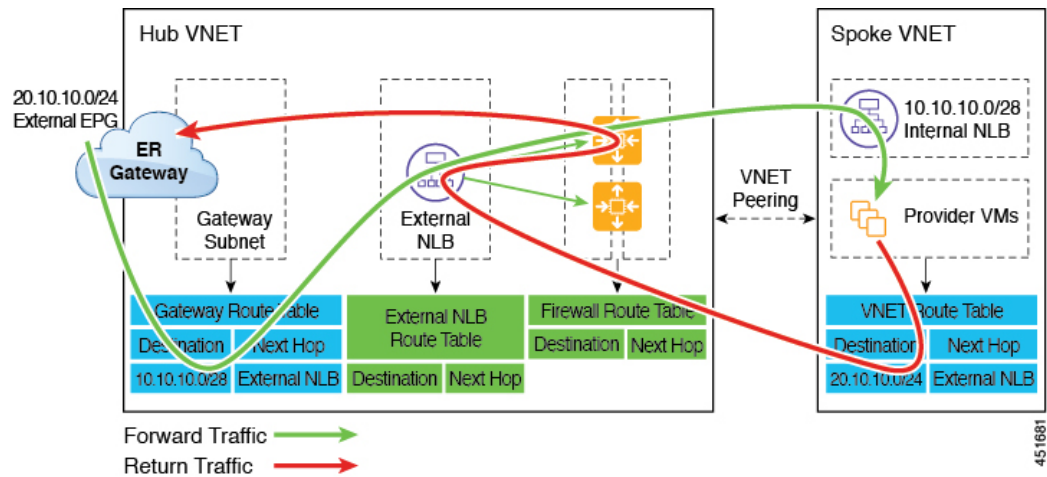 Hub VNET
Spoke VNET
20.10.10.0/24
External EPG
ER
Gateway
Gateway
Subnet
External
NLB
VNET
Peering
10.10.10.0/28
Internal NLB
Provider VMs
Gateway Route Table
Destination
Next Hop
10.10.10.0/28
External NLB
External NLB
Route Table
Destination
Next Hop
Firewall Route Table
Destination
Next Hop
VNET Route Table
Destination
Next Hop
20.10.10.0/24
External NLB
Forward Traffic
Return Traffic
451681